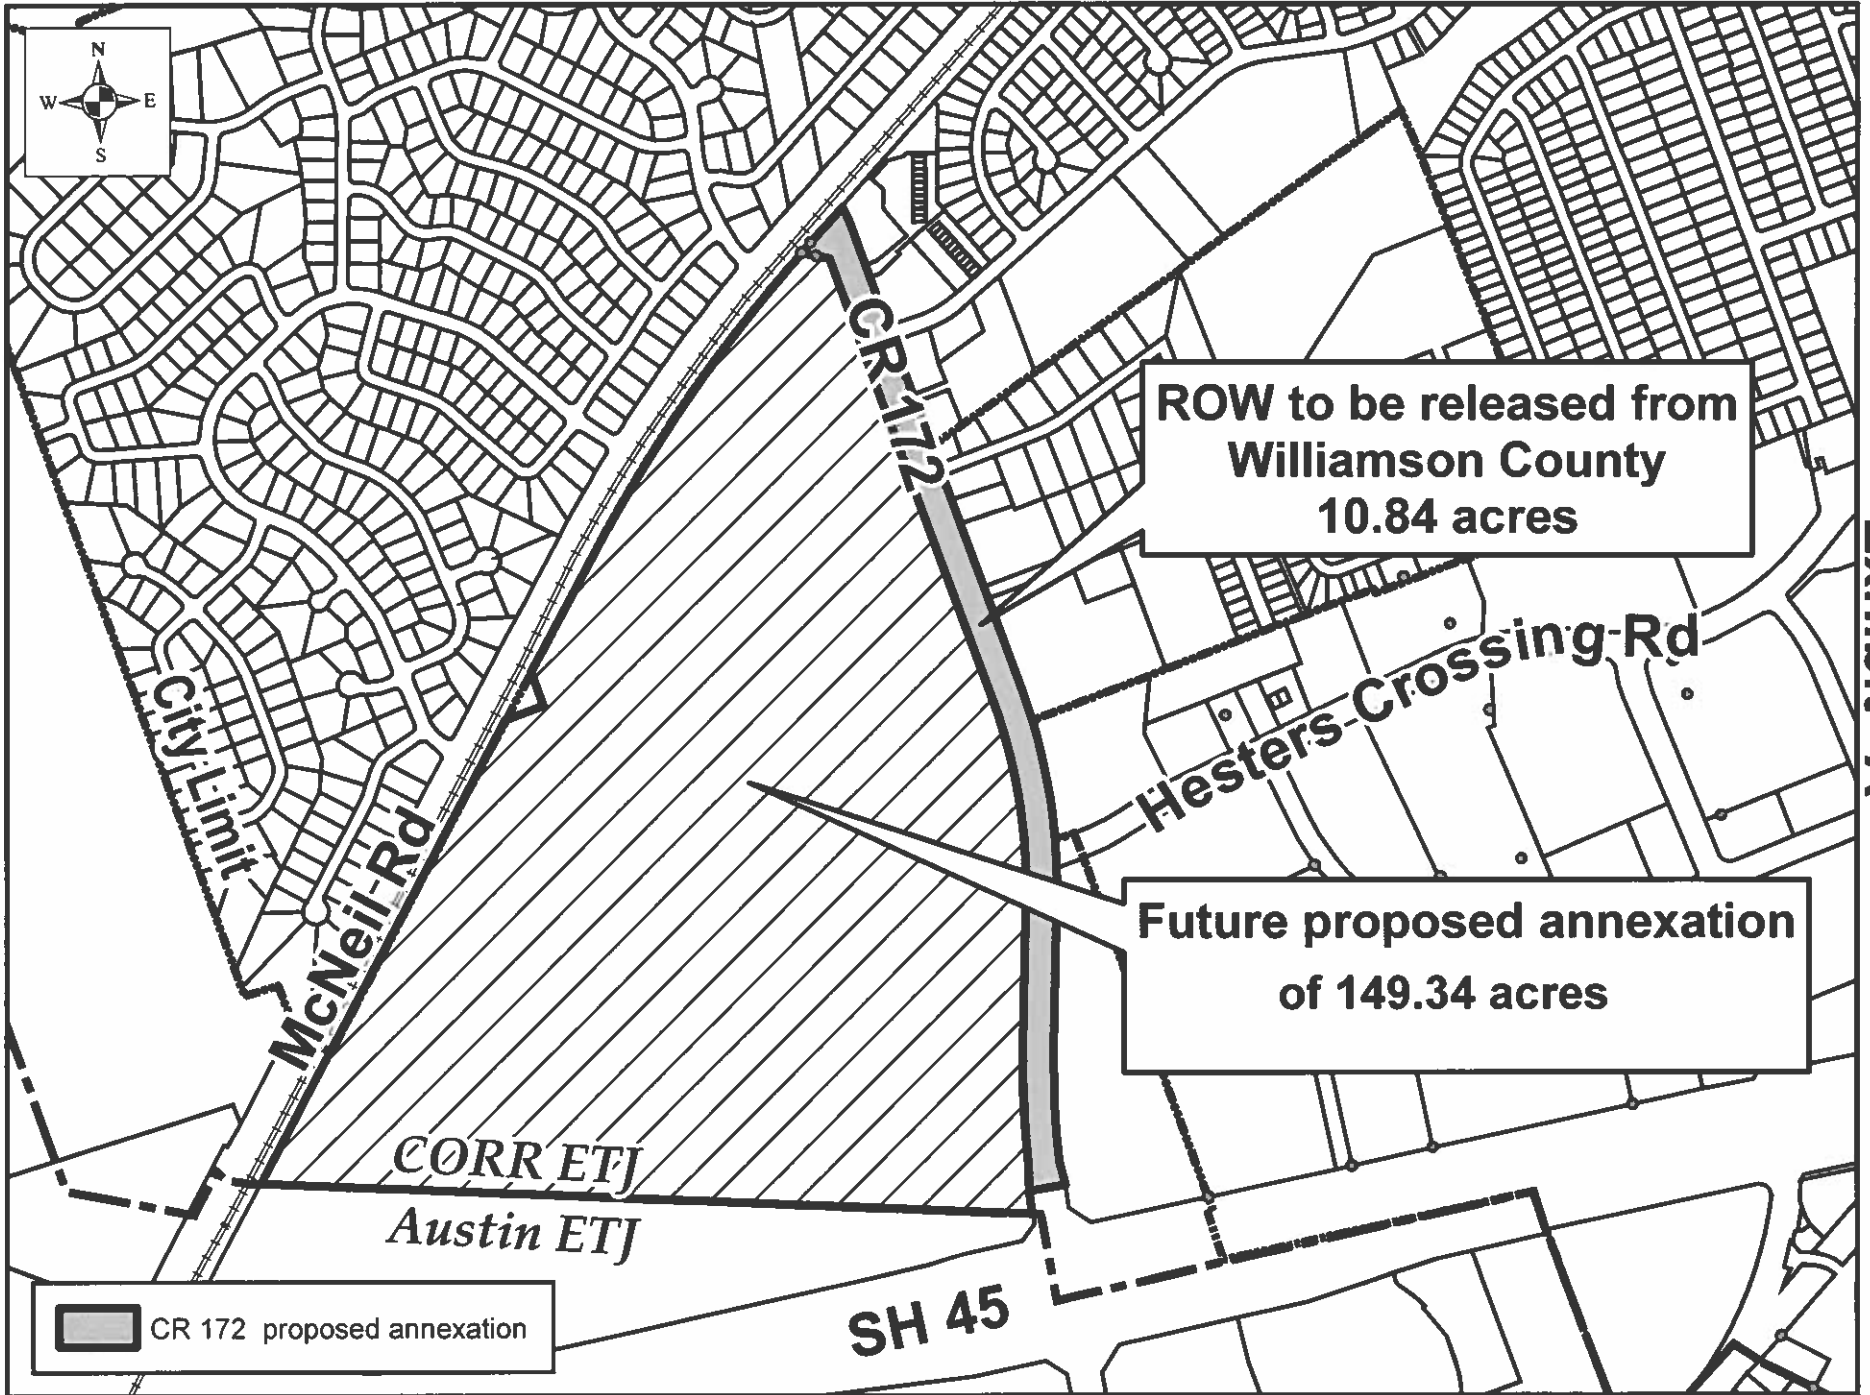 N
W E
S
CR 172
ROW to be released from
Williamson County
10.84 acres
Hesters Crossing Rd
City Limit
McNeil Rd
Future proposed annexation
of 149.34 acres
CORR ETJ
Austin ETJ
SH 45
CR 172 proposed annexation